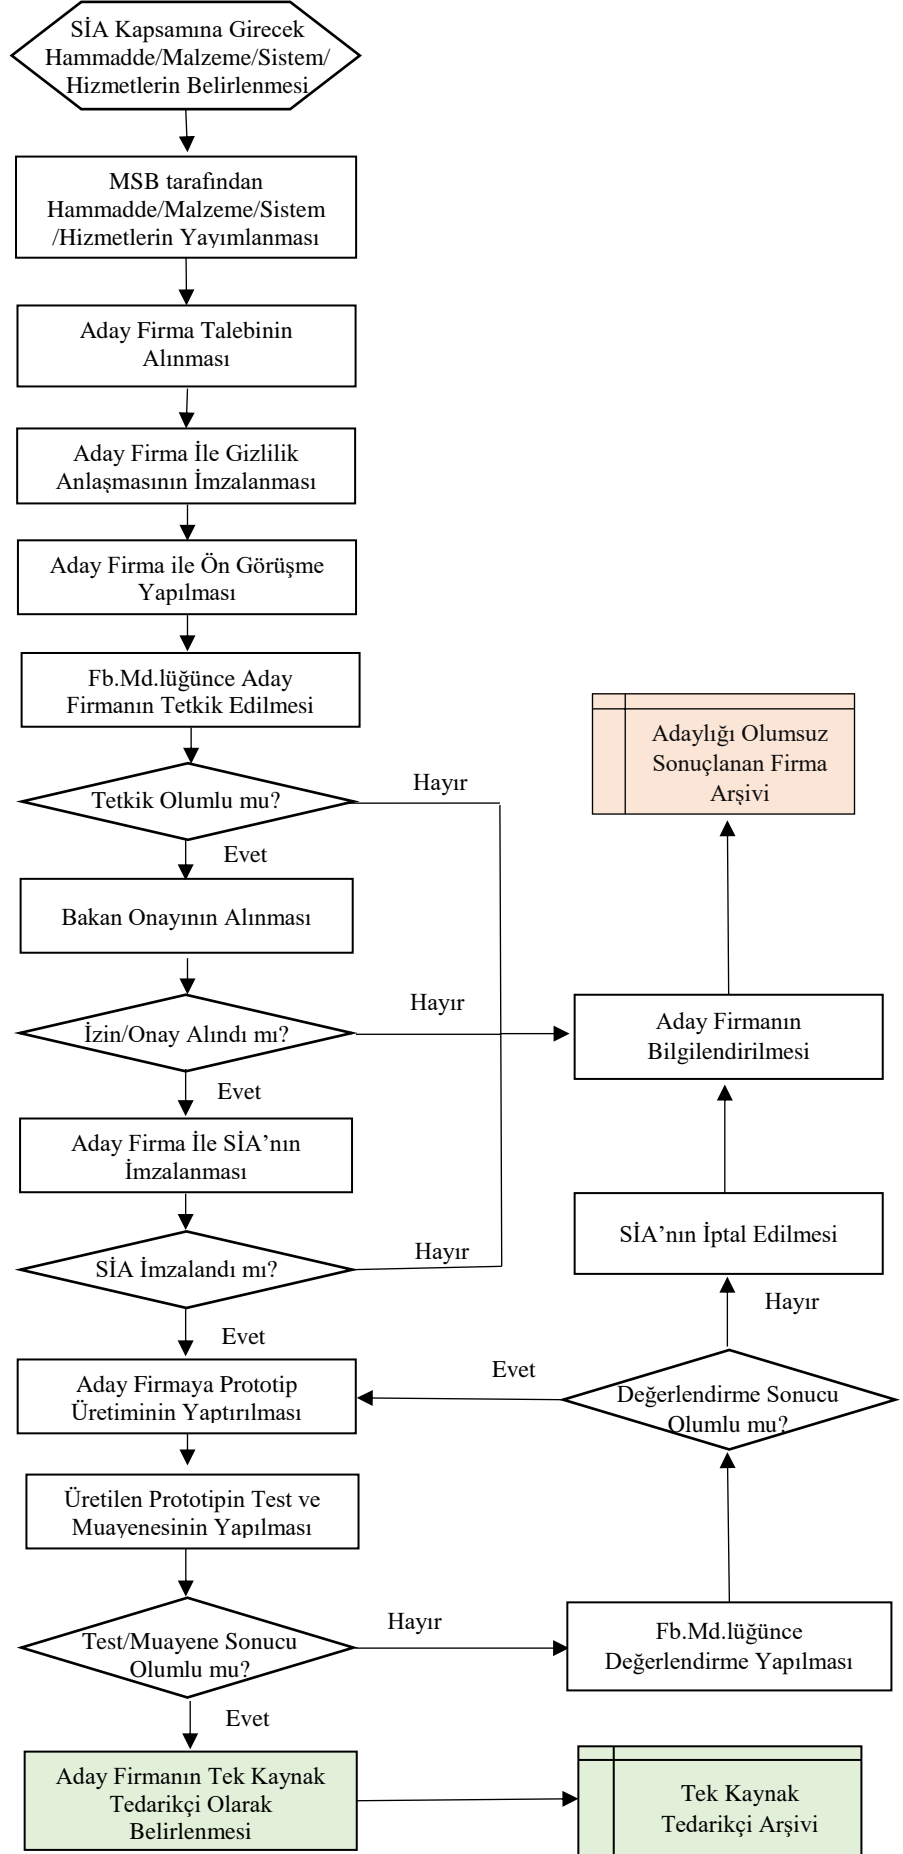 SİA Kapsamına Girecek
Hammadde/Malzeme/Sistem/
Hizmetlerin Belirlenmesi
MSB tarafından
Hammadde/Malzeme/Sistem
/Hizmetlerin Yayımlanması
Aday Firma Talebinin
Alınması
Aday Firma İle Gizlilik
Anlaşmasının İmzalanması
Aday Firma ile Ön Görüşme
Yapılması
Fb.Md.lüğünce Aday
Firmanın Tetkik Edilmesi
Adaylığı Olumsuz
Sonuçlanan Firma
Arşivi
Tetkik Olumlu mu?
Hayır
Evet
Bakan Onayının Alınması
İzin/Onay Alındı mı?
Hayır
Aday Firmanın
Bilgilendirilmesi
Evet
Aday Firma İle SİA’nın
İmzalanması
SİA’nın İptal Edilmesi
SİA İmzalandı mı?
Hayır
Hayır
Evet
Evet
Aday Firmaya Prototip
Üretiminin Yaptırılması
Değerlendirme Sonucu
Olumlu mu?
Üretilen Prototipin Test ve
Muayenesinin Yapılması
Test/Muayene Sonucu
Olumlu mu?
Hayır
Fb.Md.lüğünce
Değerlendirme Yapılması
Evet
Aday Firmanın Tek Kaynak
Tedarikçi Olarak
Belirlenmesi
Tek Kaynak
Tedarikçi Arşivi